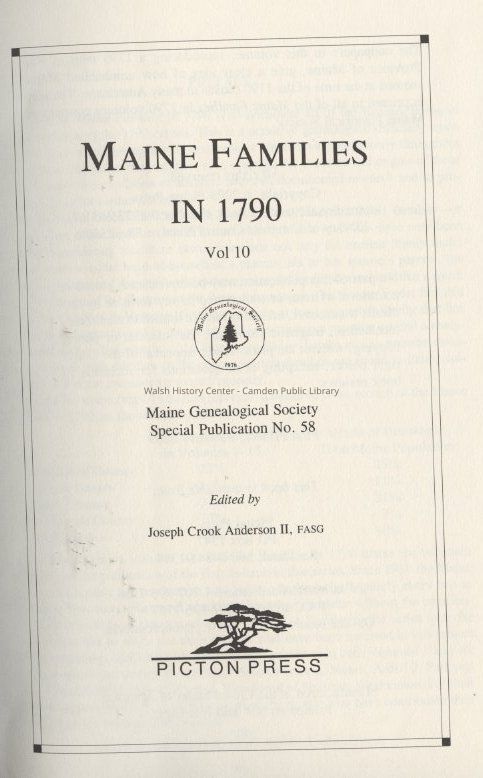 MAINE FAMILIES
IN 1790
Vol 10
Maine Genealogical Society
1976
Walsh History Center - Camden Public Library
Maine Genealogical Society
Special Publication No. 58
Edited by
Joseph Crook Anderson II, FASG
PICTON PRESS